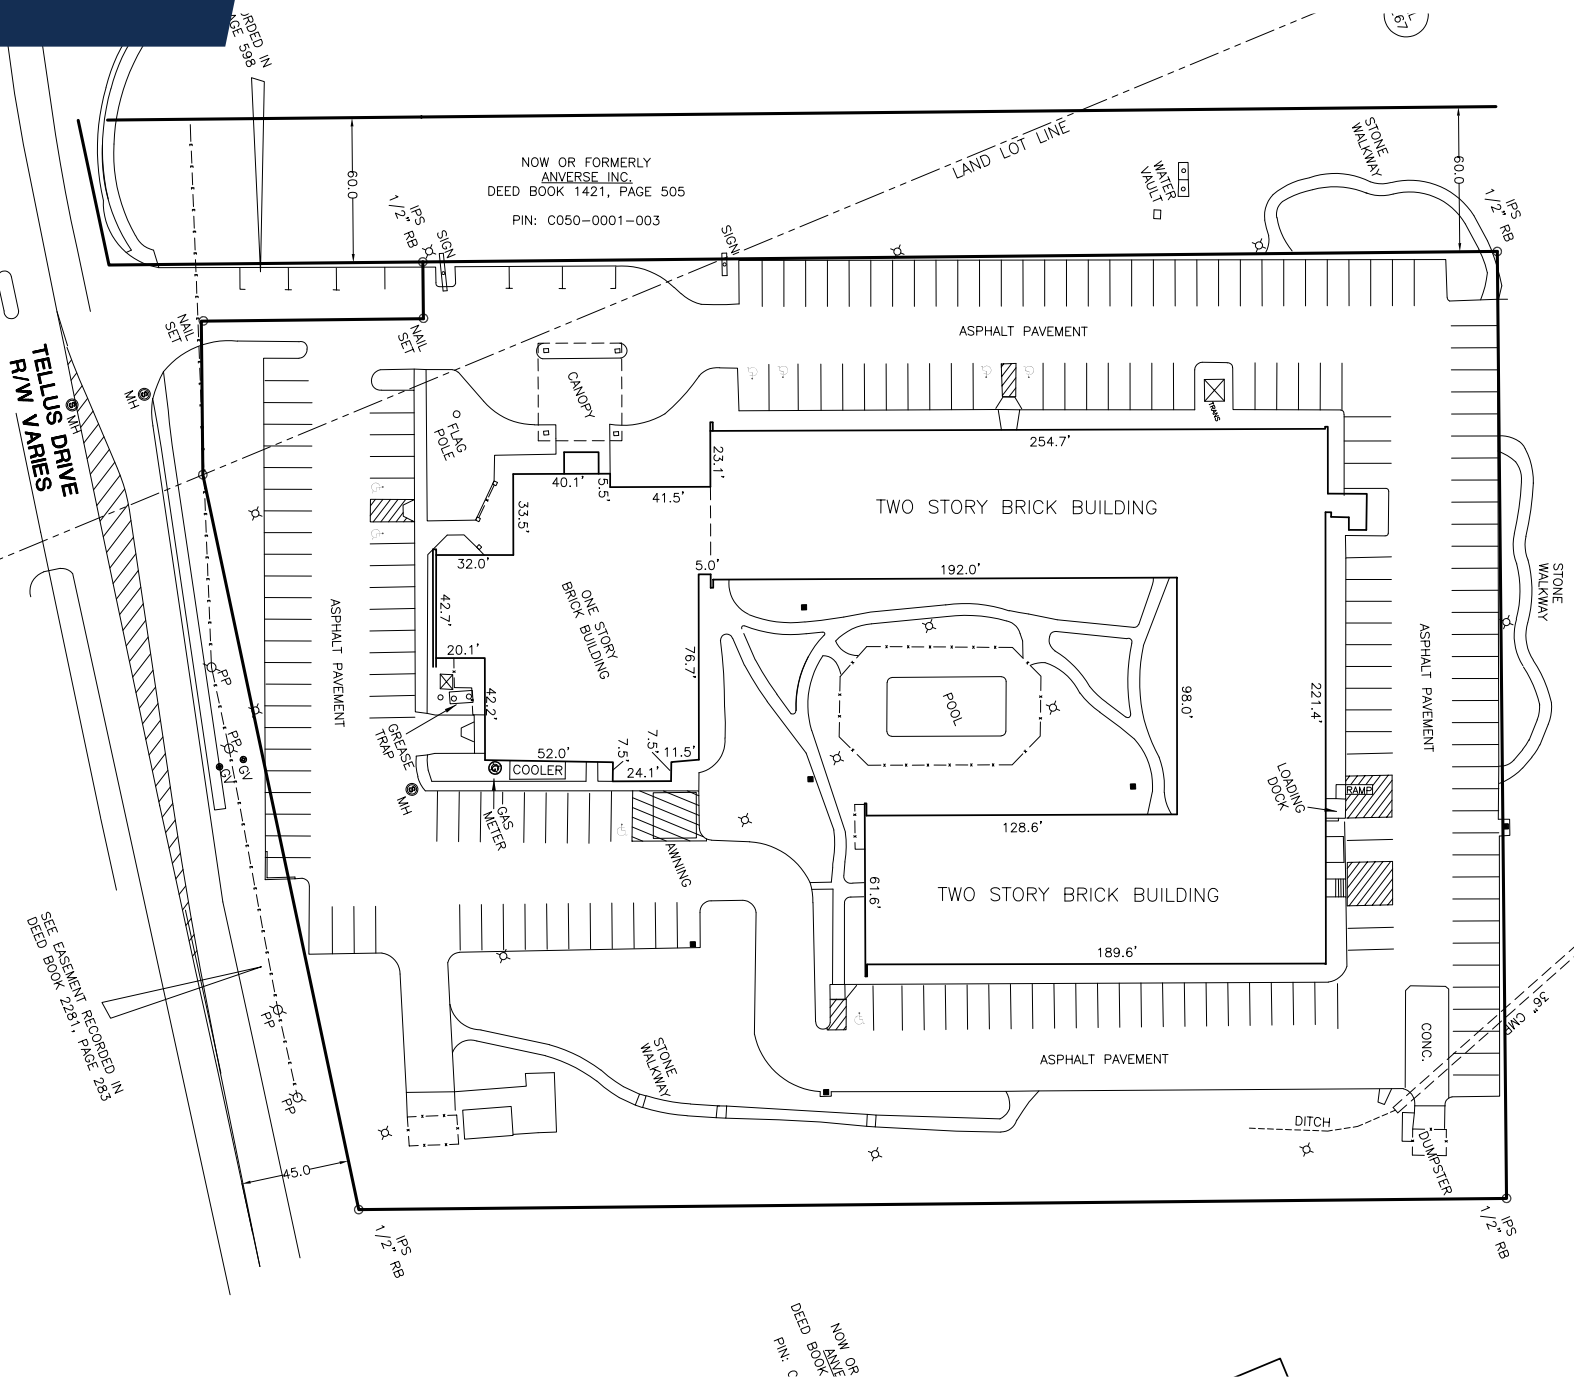 RDED IN
GE 598
67
NOW OR FORMERLY
ANVERSE INC.
DEED BOOK 1421, PAGE 505
PIN: C050-0001-003
60.0
IPS
1/2" RB
SIGN
SIGN
LAND LOT LINE
WATER
VAULT
STONE
WALKWAY
60.0
IPS
1/2" RB
NAIL
SET
NAIL
SET
TELLUS DRIVE
R/W VARIES
MH
MH
FLAG
POLE
CANOPY
ASPHALT PAVEMENT
TRANS
23.1'
254.7'
40.1'
5.5'
41.5'
33.5'
TWO STORY BRICK BUILDING
32.0'
5.0'
192.0'
ONE STORY
BRICK BUILDING
42.7'
20.1'
42.2'
76.7'
ASPHALT PAVEMENT
POOL
98.0'
221.4'
ASPHALT PAVEMENT
STONE
WALKWAY
PP
PP
GV
GV
GREASE
TRAP
MH
52.0'
COOLER
7.5'
24.1'
7.5'
11.5'
GAS
METER
AWNING
128.6'
LOADING
DOCK
RAMP
61.6'
TWO STORY BRICK BUILDING
189.6'
SEE EASEMENT RECORDED IN
DEED BOOK 2281, PAGE 283
PP
PP
45.0
STONE
WALKWAY
ASPHALT PAVEMENT
CONC.
36" CMP
DITCH
DUMPSTER
IPS
1/2" RB
IPS
1/2" RB
NOW OR
ANVE
DEED BOOK
PIN: C